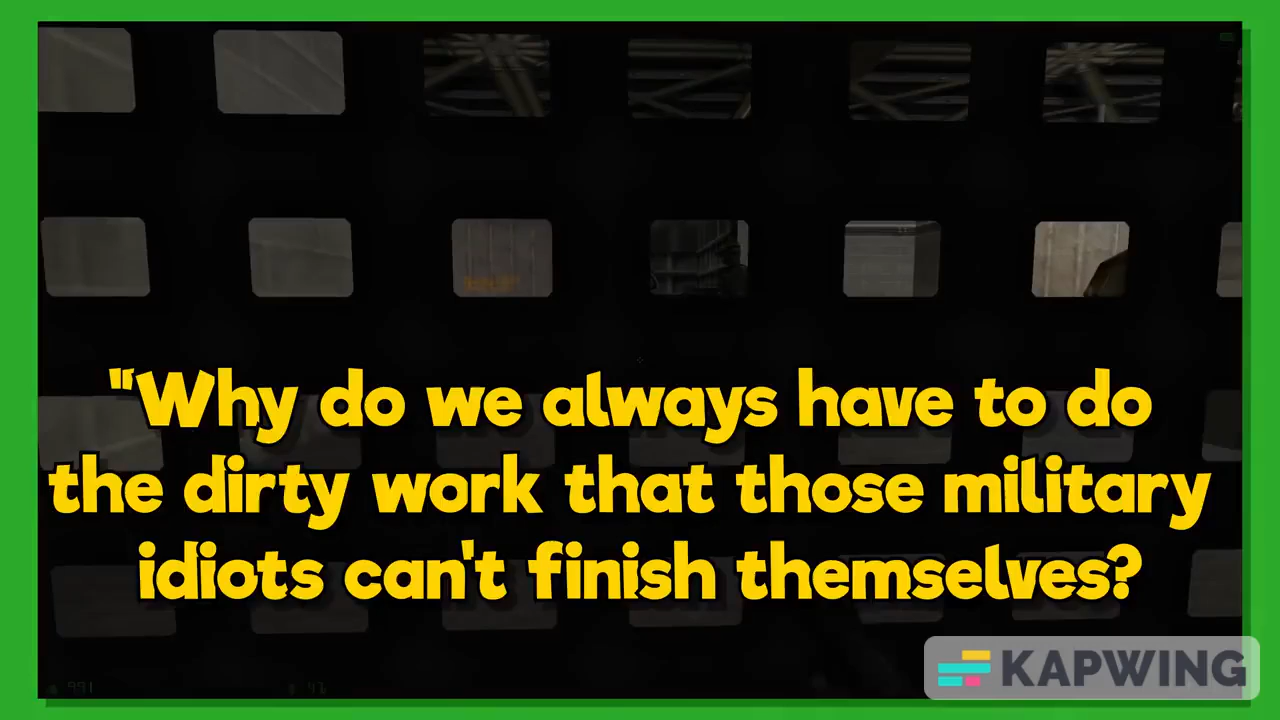 "Why do we always have to do
the dirty work that those military
idiots can't finish themselves?
KAPWING